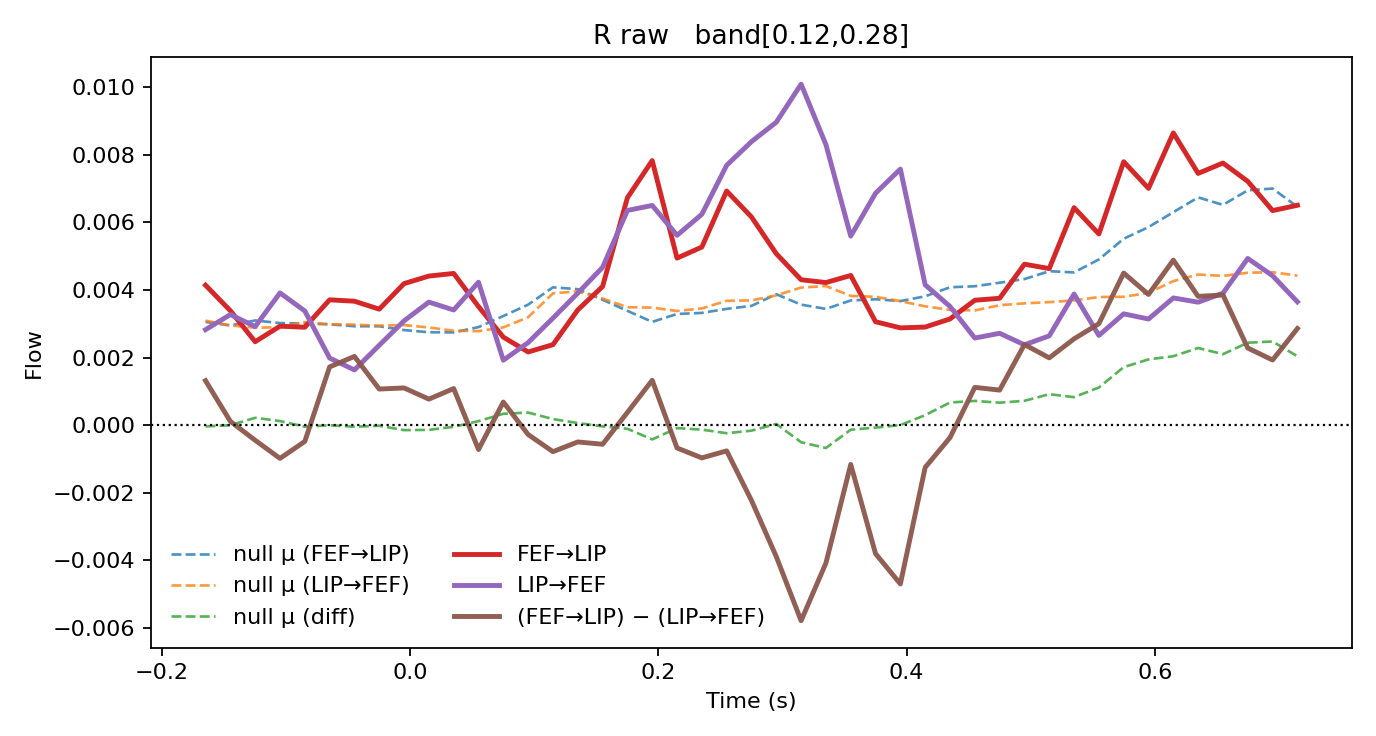 R raw   band[0.12,0.28]
0.010
0.008
0.006
0.004
0.002
0.000
−0.002
−0.004
−0.006
Flow
null μ (FEF→LIP)
null μ (LIP→FEF)
null μ (diff)
FEF→LIP
LIP→FEF
(FEF→LIP) − (LIP→FEF)
−0.2 0.0 0.2 0.4 0.6
Time (s)